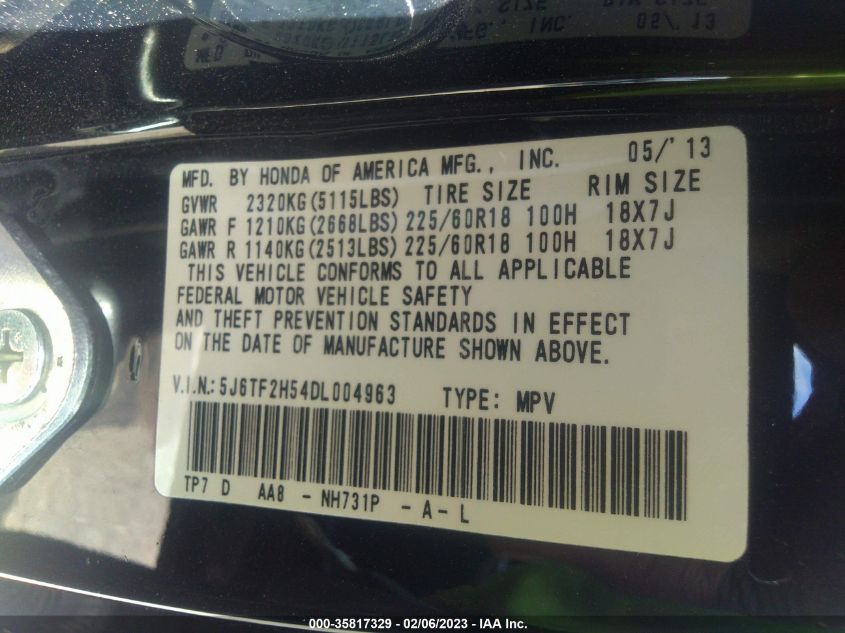 MFD. BY HONDA OF AMERICA MFG., INC. 05/'13
GVWR 2320KG(5115LBS) TIRE SIZE RIM SIZE
GAWR F 1210KG(2668LBS) 225/60R18 100H 18X7J
GAWR R 1140KG(2513LBS) 225/60R18 100H 18X7J
THIS VEHICLE CONFORMS TO ALL APPLICABLE
FEDERAL MOTOR VEHICLE SAFETY
AND THEFT PREVENTION STANDARDS IN EFFECT
ON THE DATE OF MANUFACTURE SHOWN ABOVE.
V.I.N.: 5J6TF2H54DL004963 TYPE: MPV
TP7 D AA8 - NH731P - A - L
000-35817329 - 02/06/2023 - IAA Inc.